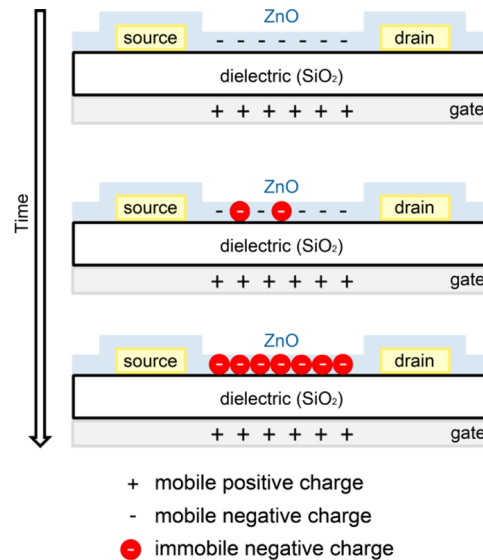 Time
ZnO
source - - - - - - - drain
dielectric (SiO₂)
+ + + + + + gate
ZnO
source - - - - - - - drain
dielectric (SiO₂)
+ + + + + + gate
ZnO
source - - - - - - - drain
dielectric (SiO₂)
+ + + + + + gate
+ mobile positive charge
- mobile negative charge
- immobile negative charge